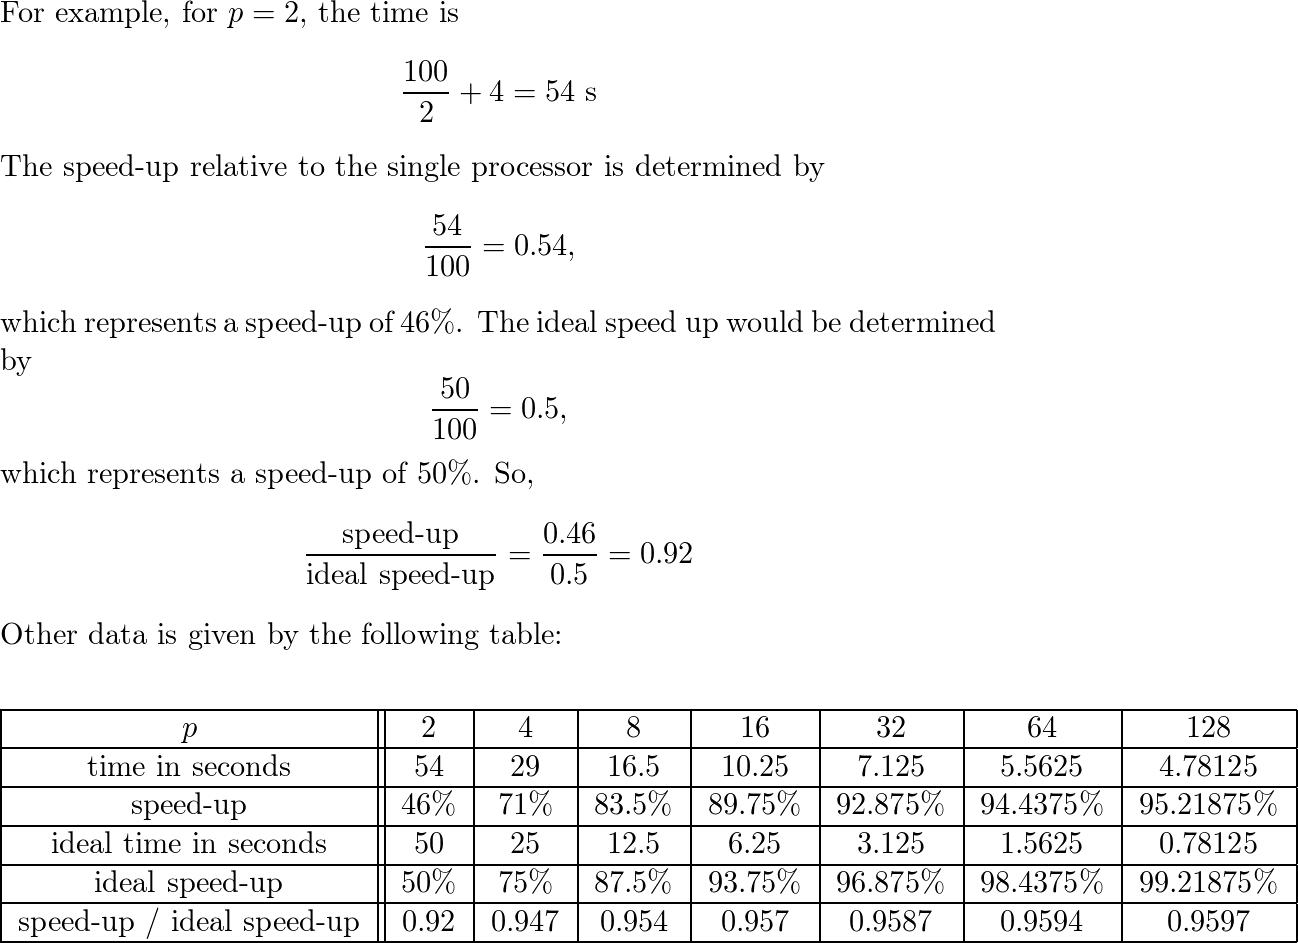 For example, for p = 2, the time is
100/2 + 4 = 54 s
The speed-up relative to the single processor is determined by
54/100 = 0.54,
which represents a speed-up of 46%. The ideal speed up would be determined
by
50/100 = 0.5,
which represents a speed-up of 50%. So,
speed-up/ideal speed-up = 0.46/0.5 = 0.92
Other data is given by the following table:
p 2 4 8 16 32 64 128
time in seconds 54 29 16.5 10.25 7.125 5.5625 4.78125
speed-up 46% 71% 83.5% 89.75% 92.875% 94.4375% 95.21875%
ideal time in seconds 50 25 12.5 6.25 3.125 1.5625 0.78125
ideal speed-up 50% 75% 87.5% 93.75% 96.875% 98.4375% 99.21875%
speed-up / ideal speed-up 0.92 0.947 0.954 0.957 0.9587 0.9594 0.9597